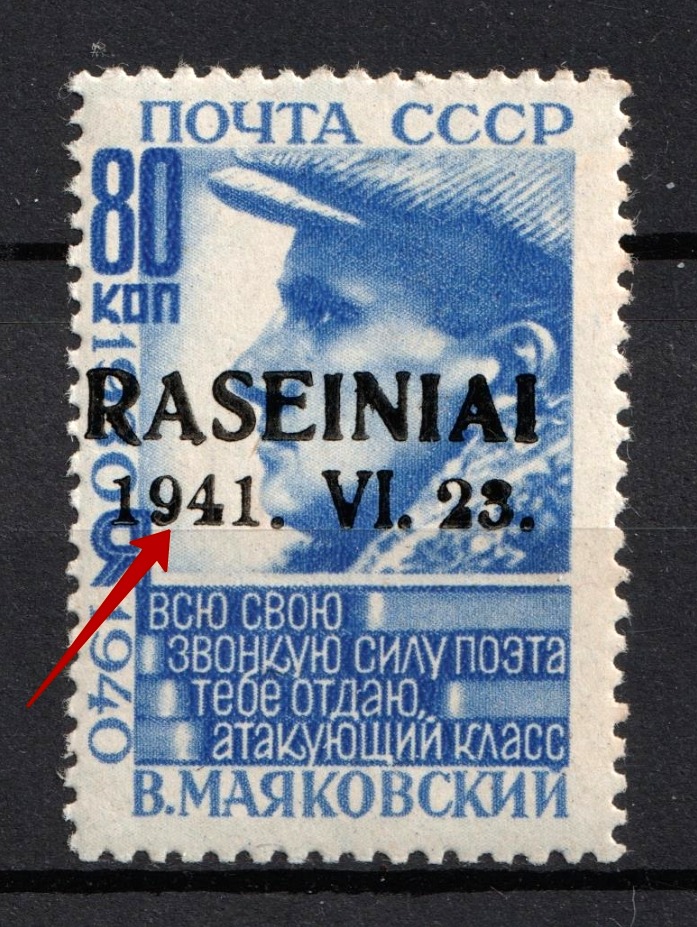 ПОЧТА СССР
80
КОП
RASEINIAI
1941. VI. 23.
1940
ВСЮ СВОЮ
ЗВОНКУЮ СИЛУ ПОЭТА
ТЕБЕ ОТДАЮ,
АТАКУЮЩИЙ КЛАСС
В.МАЯКОВСКИЙ